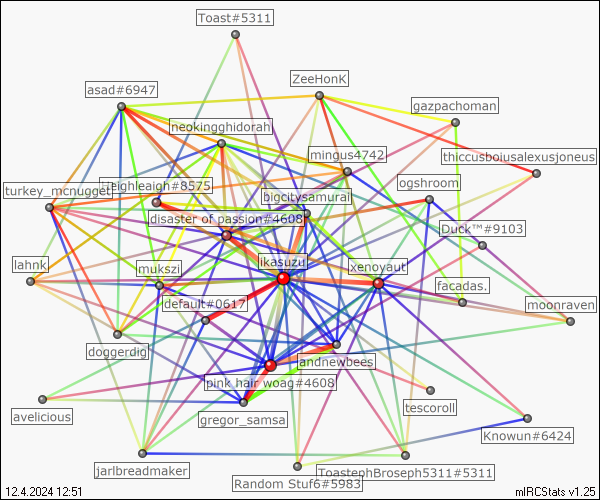 Toast#5311
ZeeHonK
asad#6947
gazpachoman
neokingghidorah
mingus4742
thiccusboiusalexusjoneus
turkey_mcnugget
leighleigh#8575
bigcitysamurai
ogshroom
disaster of passion#4608
Duck™#9103
lahnk
mukszi
ikasuzu
xenoyaut
default#0617
facadas.
moonraven
doggerdig
andnewbees
pink hair woag#4608
avelicious
gregor_samsa
tescoroll
Knowun#6424
jarlbreadmaker
Random Stuf6#5983
ToastephBroseph5311#5311
12.4.2024 12:51
mIRCStats v1.25